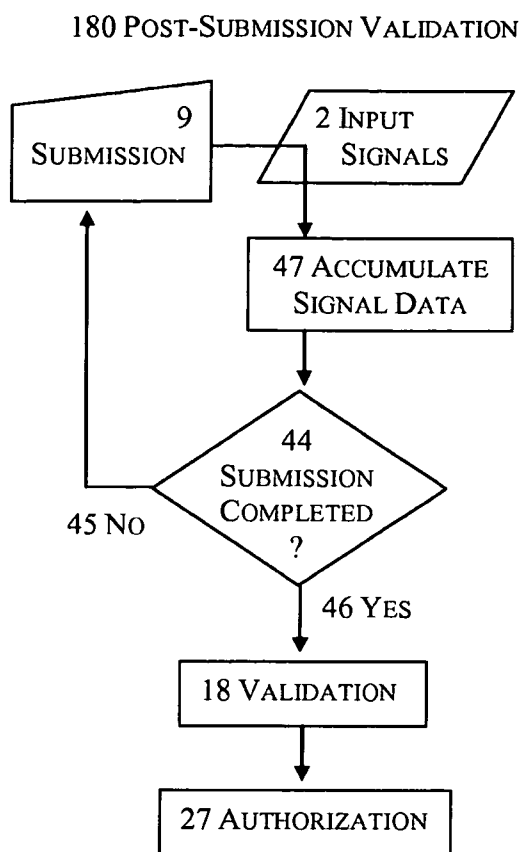 180 POST-SUBMISSION VALIDATION
9
SUBMISSION
2 INPUT
SIGNALS
47 ACCUMULATE
SIGNAL DATA
44
SUBMISSION
COMPLETED
?
45 NO
46 YES
18 VALIDATION
27 AUTHORIZATION